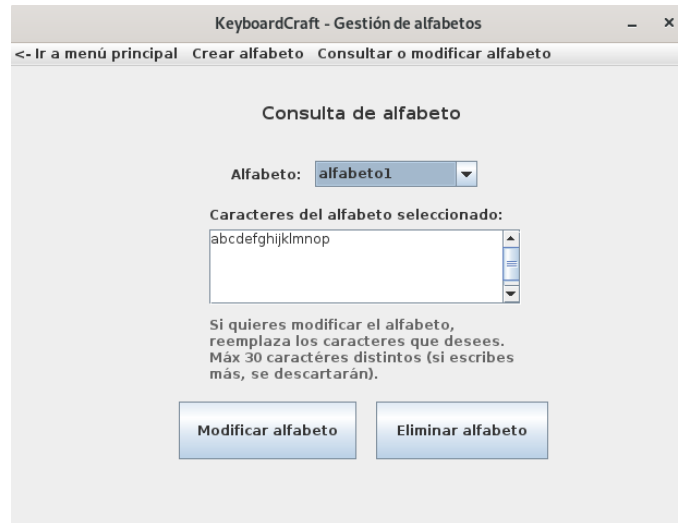 KeyboardCraft - Gestión de alfabetos
<- Ir a menú principal Crear alfabeto Consultar o modificar alfabeto
Consulta de alfabeto
Alfabeto: alfabeto1
Caracteres del alfabeto seleccionado:
abcdefghijklmnop
Si quieres modificar el alfabeto,
reemplaza los caracteres que desees.
Máx 30 caractéres distintos (si escribes
más, se descartarán).
Modificar alfabeto Eliminar alfabeto